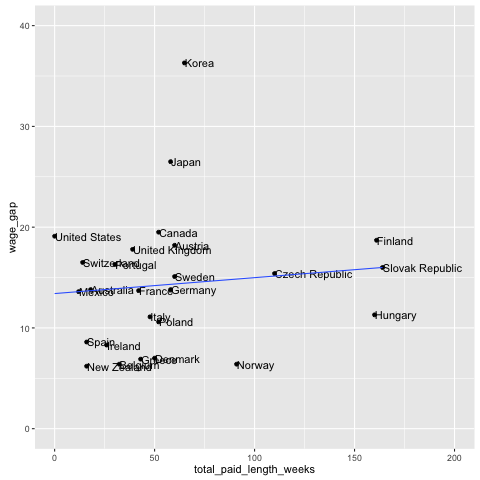 40
Korea
30
Japan
wage_gap
20
United States
Canada
Austria
United Kingdom
Finland
Switzerland
Portugal
Sweden
Czech Republic
Slovak Republic
Mexico
Australia
France
Germany
10
Italy
Poland
Hungary
Spain
Ireland
New Zealand
Belgium
Greece
Denmark
Norway
0
0 50 100 150 200
total_paid_length_weeks